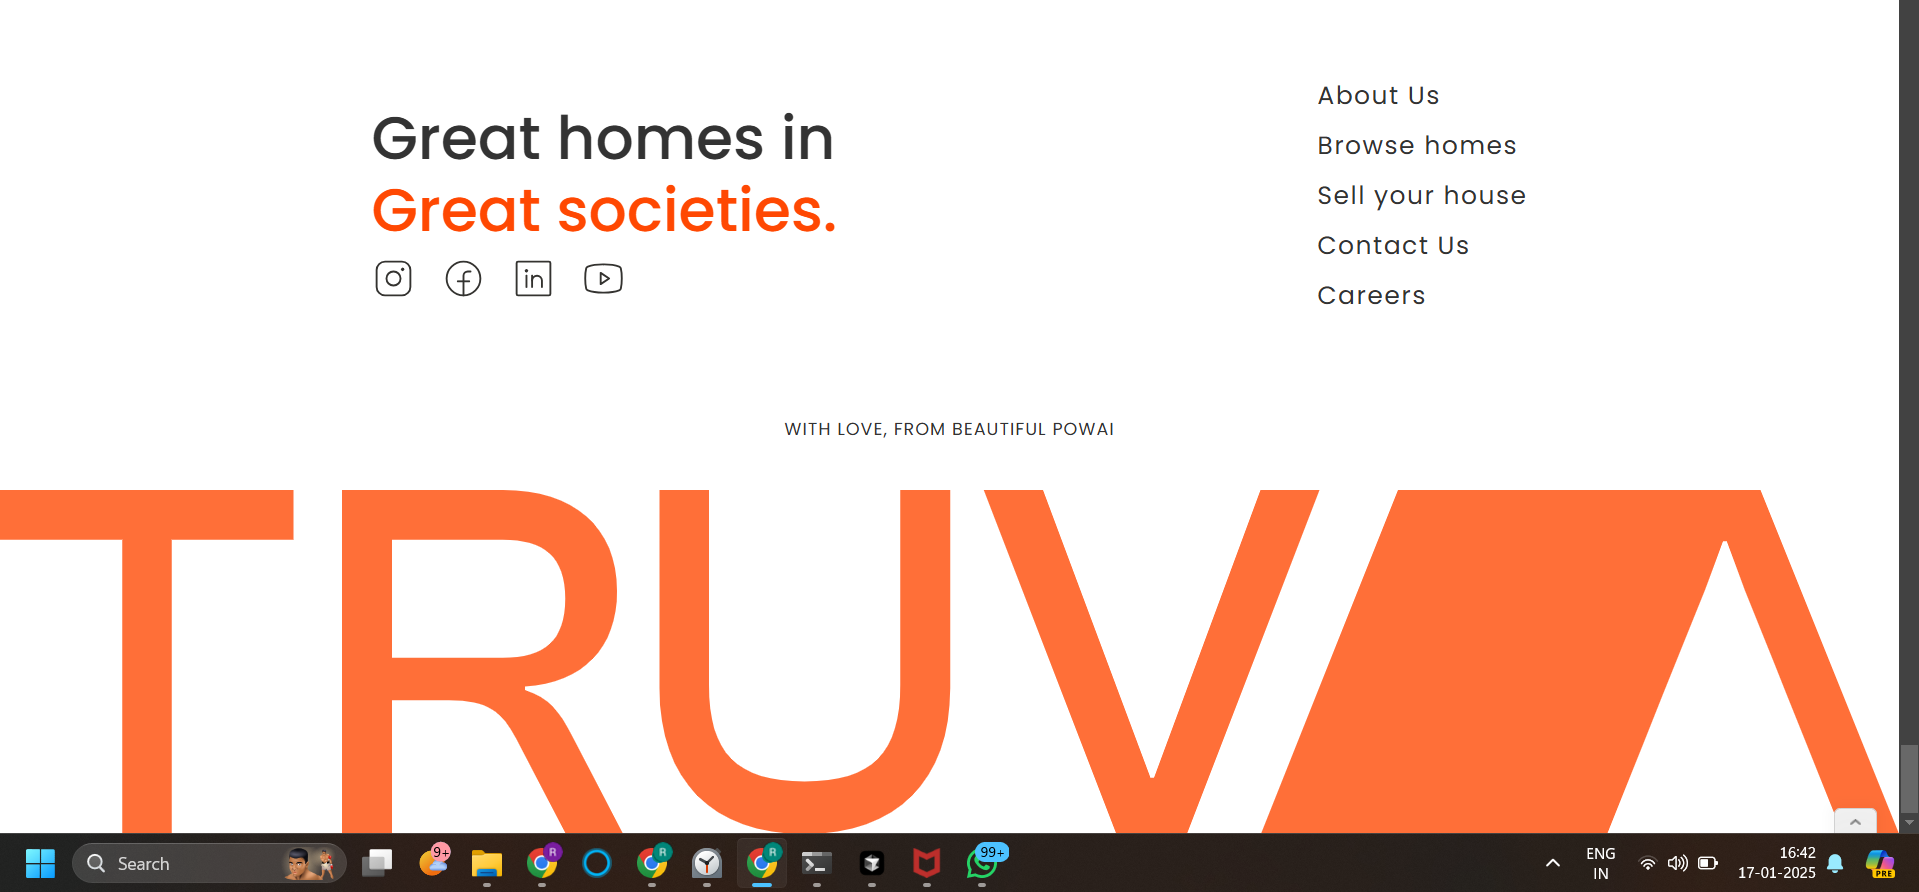 Great homes in
Great societies.
About Us
Browse homes
Sell your house
Contact Us
Careers
WITH LOVE, FROM BEAUTIFUL POWAI
TRUVA
Search
9+
R
R
R
99+
ENG
IN
16:42
17-01-2025
PRE